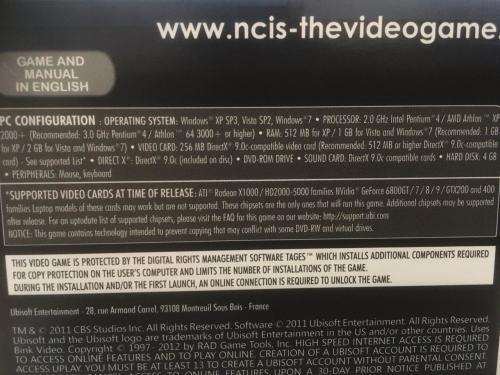 www.ncis-thevideogame.
GAME AND
MANUAL
IN ENGLISH
PC CONFIGURATION : OPERATING SYSTEM: Windows® XP SP3, Vista SP2, Windows® 7 • PROCESSOR: 2.0 GHz Intel Pentium® 4 / AMD Athlon™ XP
2000+ (Recommended: 3.0 GHz Pentium® 4 / Athlon™ 64 3000+ or higher) • RAM: 512 MB for XP / 1 GB for Vista and Windows® 7 (Recommended: 1 GB
for XP / 2 GB for Vista and Windows® 7) • VIDEO CARD: 256 MB DirectX® 9.0c-compatible video card (Recommended: 512 MB or higher DirectX® 9.0c-compatible
card) - See supported List* • DIRECT X®: DirectX® 9.0c (included on disc) • DVD-ROM DRIVE • SOUND CARD: DirectX 9.0c compatible cards • HARD DISK: 4 GB
• PERIPHERALS: Mouse, keyboard
*SUPPORTED VIDEO CARDS AT TIME OF RELEASE: ATI® Radeon X1000 / HD2000-5000 families NVidia® GeForce 6800GT / 7 / 8 / 9 / GTX200 and 400
families Laptop models of these cards may work but are not supported. These chipsets are the only ones that will run this game. Additional chipsets may be supported
after release. For an uptodate list of supported chipsets, please visit the FAQ for this game on our website: http://support.ubi.com
NOTICE: This game contains technology intended to prevent copying that may conflict with some DVD-RW and virtual drives.
THIS VIDEO GAME IS PROTECTED BY THE DIGITAL RIGHTS MANAGEMENT SOFTWARE TAGES™ WHICH INSTALLS ADDITIONAL COMPONENTS REQUIRED
FOR COPY PROTECTION ON THE USER'S COMPUTER AND LIMITS THE NUMBER OF INSTALLATIONS OF THE GAME.
DURING THE INSTALLATION AND/OR THE FIRST LAUNCH, AN ONLINE CONNECTION IS REQUIRED TO UNLOCK THE GAME.
Ubisoft Entertainment - 28, rue Armand Carrel, 93108 Montreuil Sous Bois - France
TM & © 2011 CBS Studios Inc. All Rights Reserved. Software © 2011 Ubisoft Entertainment. All Rights Reserved.
Ubisoft and the Ubisoft logo are trademarks of Ubisoft Entertainment in the US and/or other countries. Uses
Bink Video. Copyright © 1997- 2012 by RAD Game Tools, Inc. HIGH SPEED INTERNET ACCESS IS REQUIRED
TO ACCESS ONLINE FEATURES AND TO PLAY ONLINE. CREATION OF A UBISOFT ACCOUNT IS REQUIRED TO
ACCESS UPLAY. YOU MUST BE AT LEAST 13 TO CREATE A UBISOFT ACCOUNT WITHOUT PARENTAL CONSENT.
FEATURES UPON A 30-DAY PRIOR NOTICE PUBLISHED AT